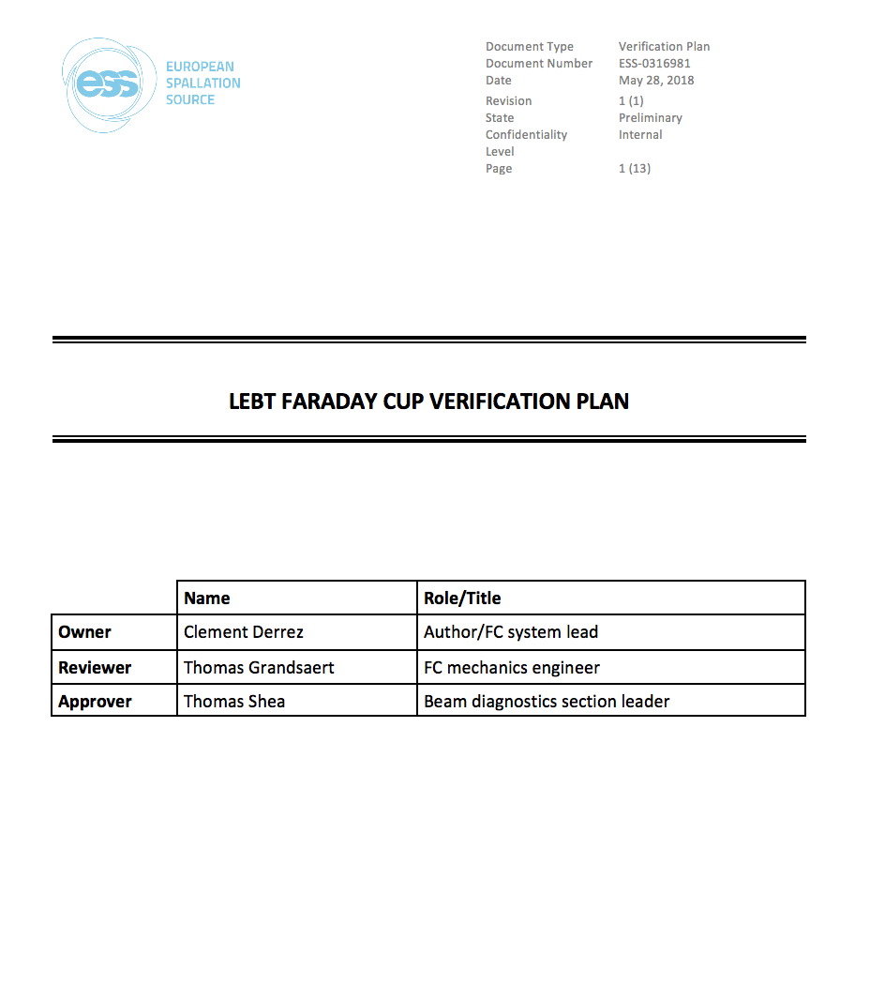 ess
EUROPEAN
SPALLATION
SOURCE
Document Type Verification Plan
Document Number ESS-0316981
Date May 28, 2018
Revision 1 (1)
State Preliminary
Confidentiality Internal
Level
Page 1 (13)
LEBT FARADAY CUP VERIFICATION PLAN
Name Role/Title
Owner Clement Derrez Author/FC system lead
Reviewer Thomas Grandsaert FC mechanics engineer
Approver Thomas Shea Beam diagnostics section leader